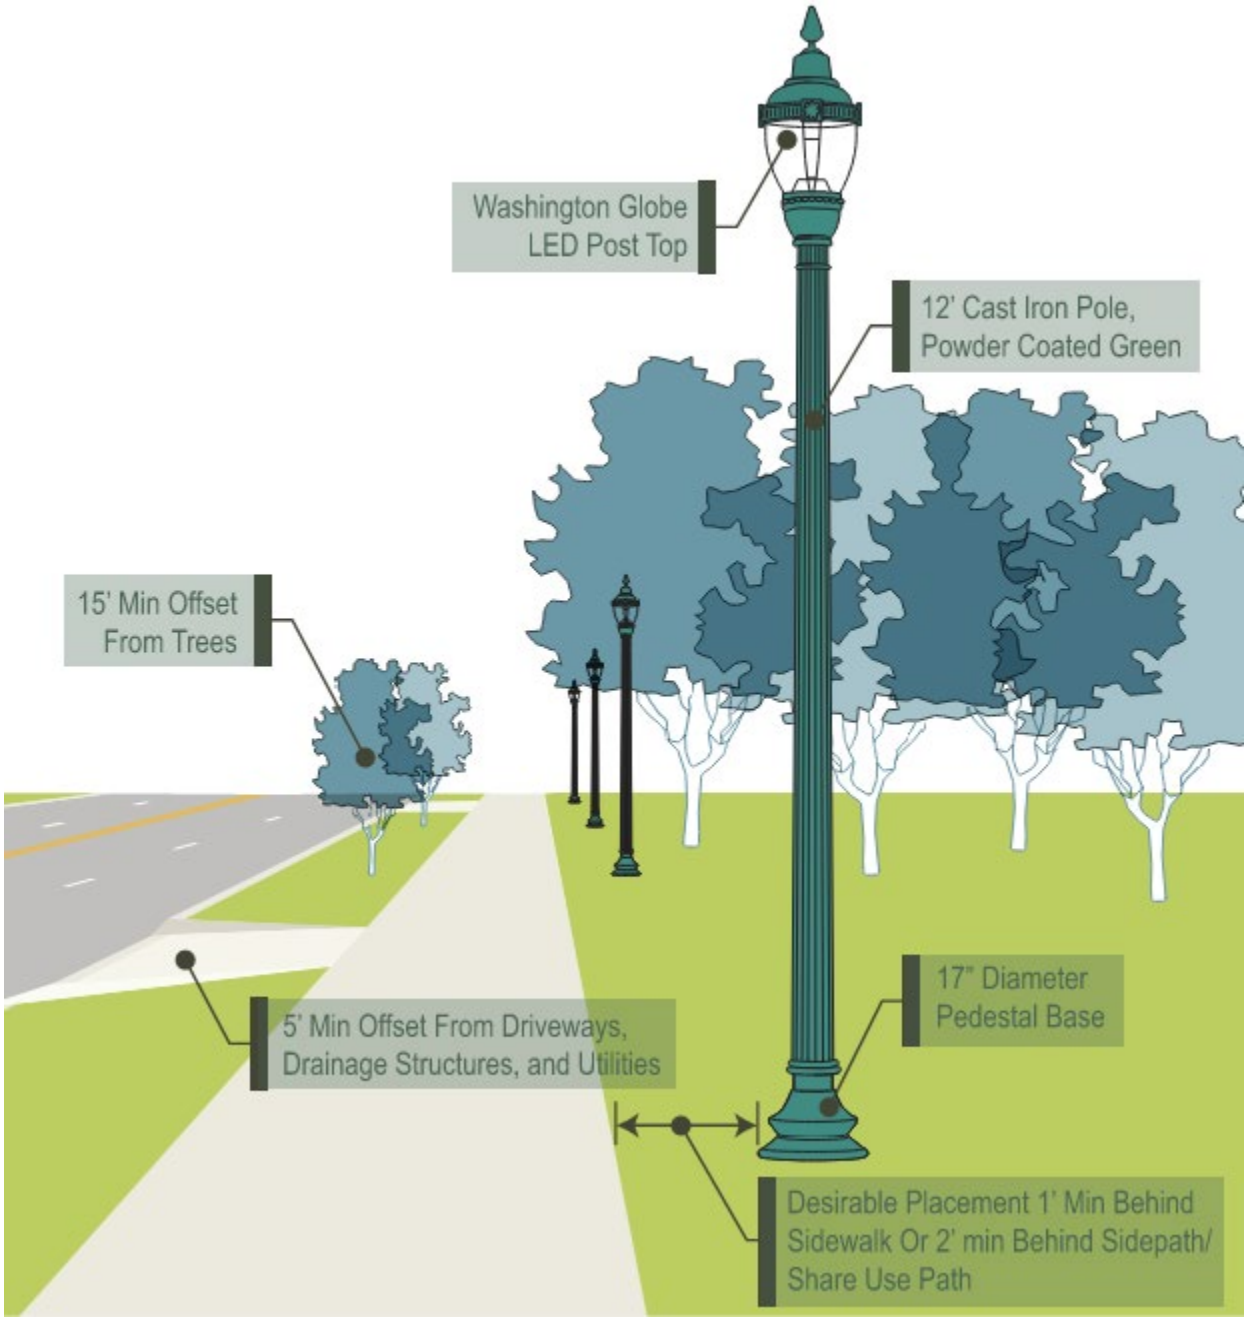 Washington Globe
LED Post Top
12’ Cast Iron Pole,
Powder Coated Green
15’ Min Offset
From Trees
17” Diameter
Pedestal Base
5’ Min Offset From Driveways,
Drainage Structures, and Utilities
Desirable Placement 1’ Min Behind
Sidewalk Or 2’ min Behind Sidepath/
Share Use Path